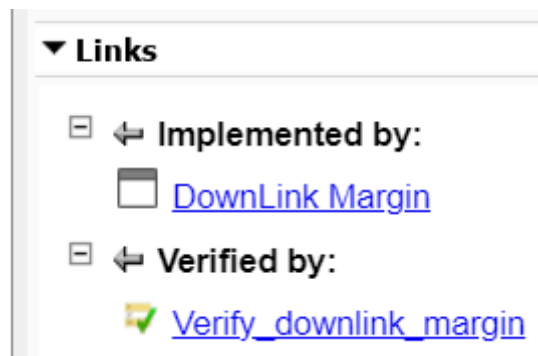 Links
Implemented by:
DownLink Margin
Verified by:
Verify_downlink_margin